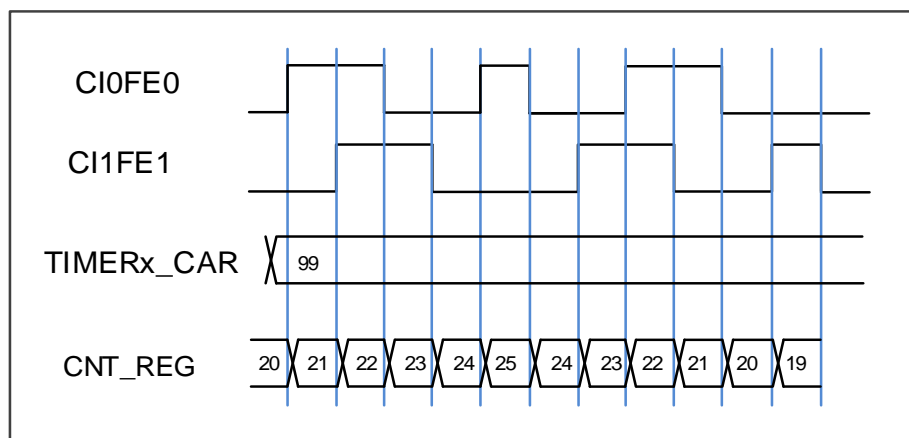 CI0FE0
CI1FE1
TIMERx_CAR 99
CNT_REG 20 21 22 23 24 25 24 23 22 21 20 19